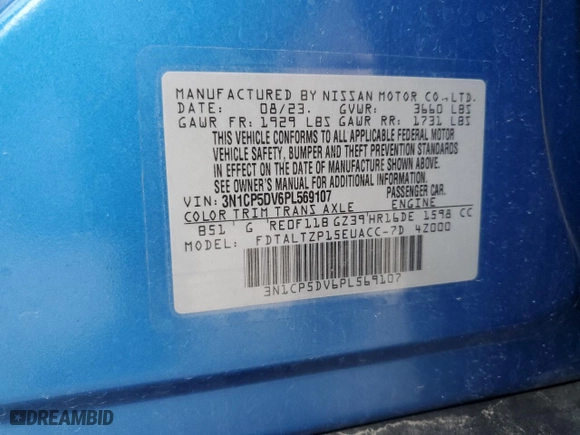 MANUFACTURED BY NISSAN MOTOR CO.,LTD.
DATE: 08/23. GVWR: 3660 LBS
GAWR FR: 1929 LBS GAWR RR: 1731 LBS
THIS VEHICLE CONFORMS TO ALL APPLICABLE FEDERAL MOTOR
VEHICLE SAFETY, BUMPER AND THEFT PREVENTION STANDARDS
IN EFFECT ON THE DATE OF MANUFACTURE SHOWN ABOVE.
SEE OWNER'S MANUAL FOR ADDITIONAL INFORMATION
VIN: 3N1CP5DV6PL569107 PASSENGER CAR.
COLOR TRIM TRANS AXLE ENGINE
B51 G RE0F11B GZ39 HR16DE 1598 CC
MODEL: FDTALTZP15EUACC-7D 4Z000
3N1CP5DV6PL569107
DREAMBID